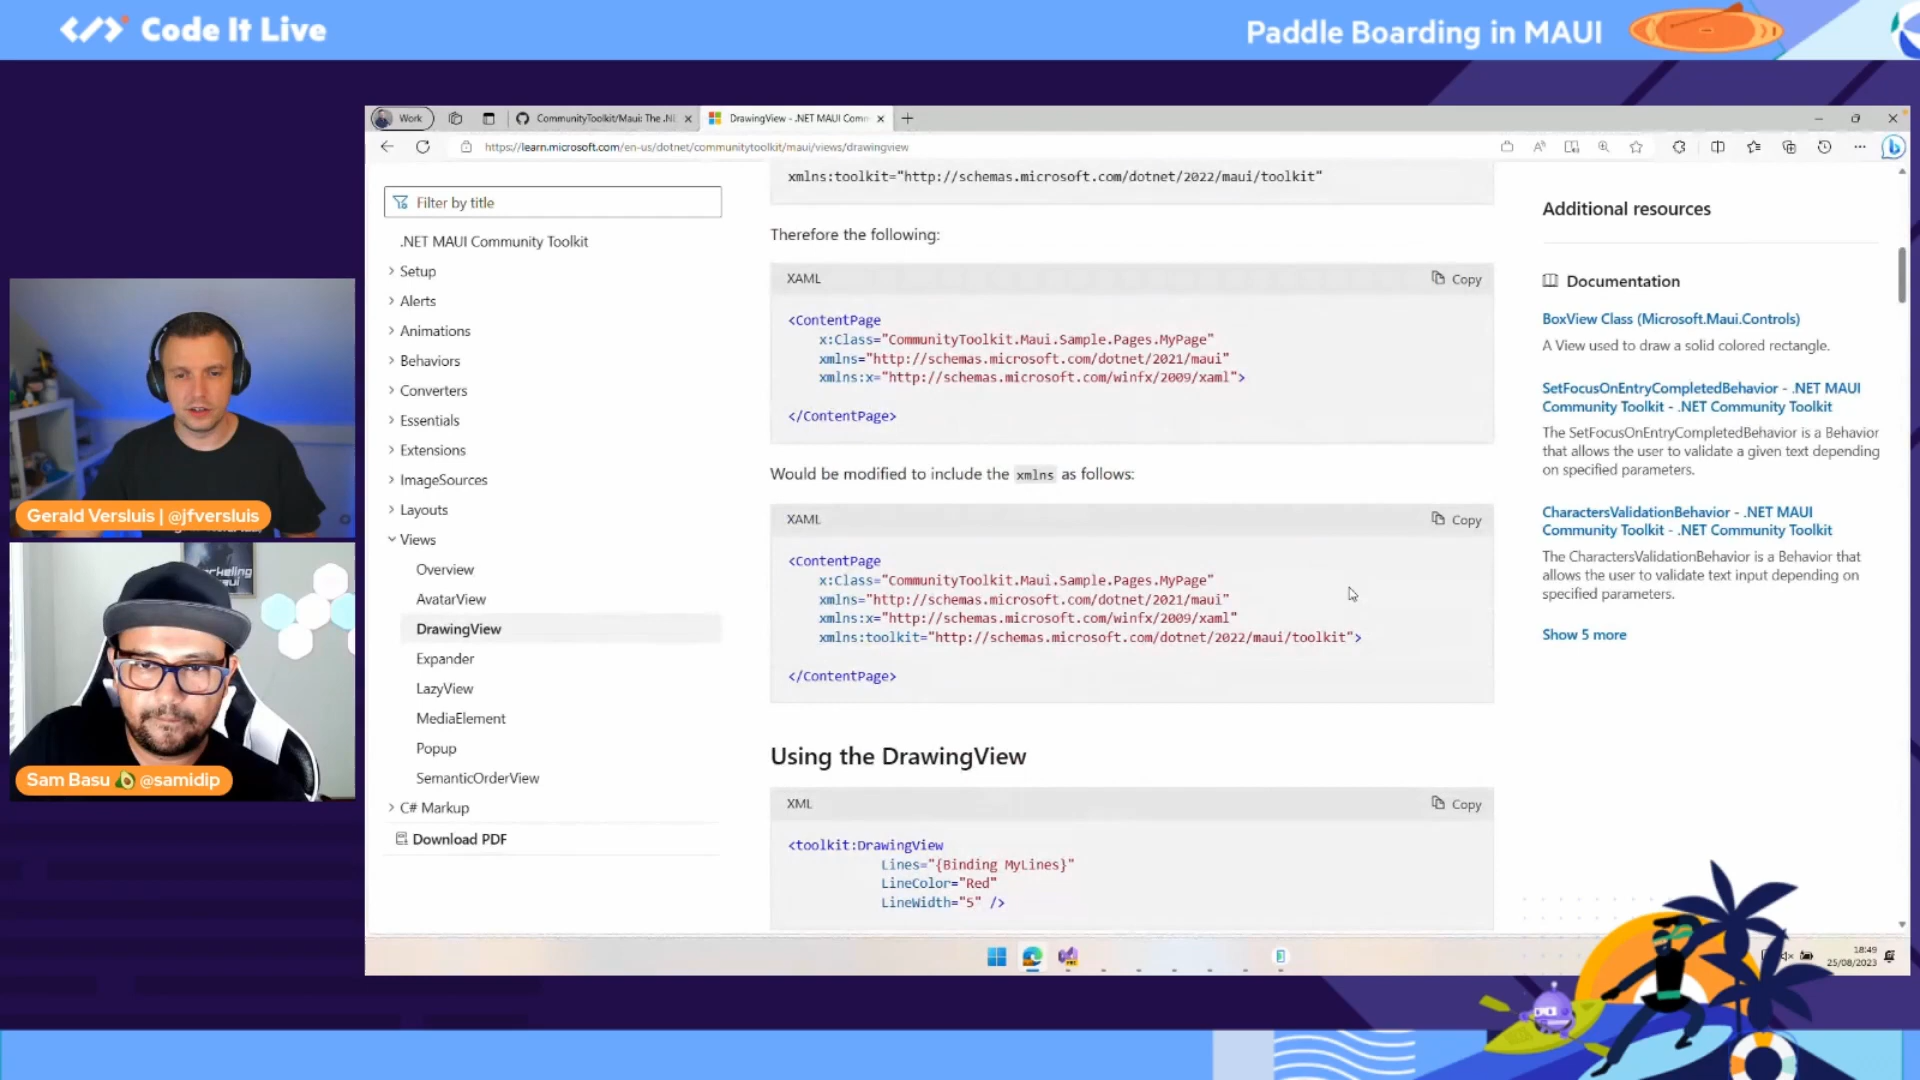 </> Code It Live
Paddle Boarding in MAUI
Work
CommunityToolkit/Maui: The .NE
DrawingView - .NET MAUI Comm
https://learn.microsoft.com/en-us/dotnet/communitytoolkit/maui/views/drawingview
Filter by title
.NET MAUI Community Toolkit
Setup
Alerts
Animations
Behaviors
Converters
Essentials
Extensions
ImageSources
Layouts
Views
Overview
AvatarView
DrawingView
Expander
LazyView
MediaElement
Popup
SemanticOrderView
C# Markup
Download PDF
xmlns:toolkit="http://schemas.microsoft.com/dotnet/2022/maui/toolkit"
Therefore the following:
XAML
Copy
<ContentPage
x:Class="CommunityToolkit.Maui.Sample.Pages.MyPage"
xmlns="http://schemas.microsoft.com/dotnet/2021/maui"
xmlns:x="http://schemas.microsoft.com/winfx/2009/xaml">
</ContentPage>
Would be modified to include the xmlns as follows:
XAML
Copy
<ContentPage
x:Class="CommunityToolkit.Maui.Sample.Pages.MyPage"
xmlns="http://schemas.microsoft.com/dotnet/2021/maui"
xmlns:x="http://schemas.microsoft.com/winfx/2009/xaml"
xmlns:toolkit="http://schemas.microsoft.com/dotnet/2022/maui/toolkit">
</ContentPage>
Using the DrawingView
XML
Copy
<toolkit:DrawingView
Lines="{Binding MyLines}"
LineColor="Red"
LineWidth="5" />
Additional resources
Documentation
BoxView Class (Microsoft.Maui.Controls)
A View used to draw a solid colored rectangle.
SetFocusOnEntryCompletedBehavior - .NET MAUI
Community Toolkit - .NET Community Toolkit
The SetFocusOnEntryCompletedBehavior is a Behavior
that allows the user to validate a given text depending
on specified parameters.
CharactersValidationBehavior - .NET MAUI
Community Toolkit - .NET Community Toolkit
The CharactersValidationBehavior is a Behavior that
allows the user to validate text input depending on
specified parameters.
Show 5 more
Gerald Versluis | @jfversluis
Sam Basu 🥑 @samidip
18:49
25/08/2023